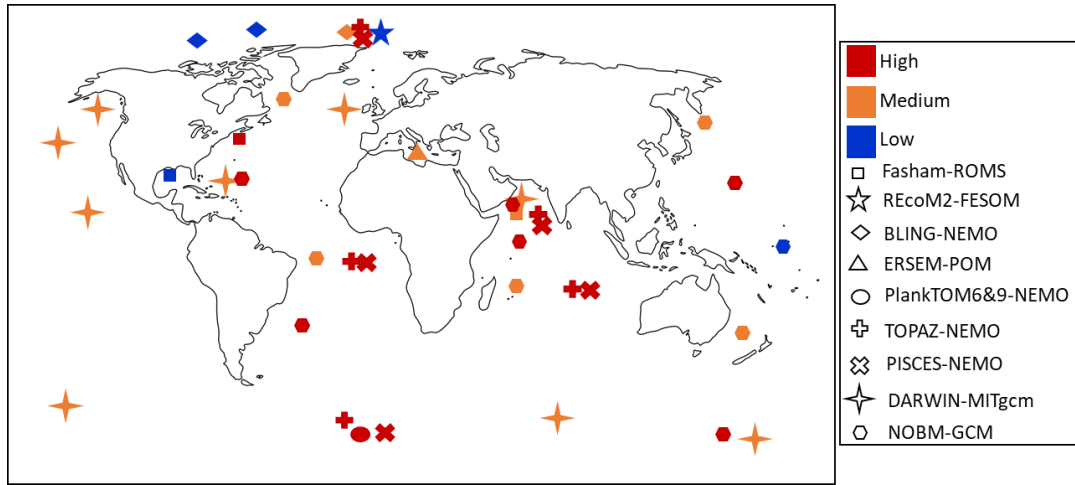 High
Medium
Low
Fasham-ROMS
REcoM2-FESOM
BLING-NEMO
ERSEM-POM
PlankTOM6&9-NEMO
TOPAZ-NEMO
PISCES-NEMO
DARWIN-MITgcm
NOBM-GCM